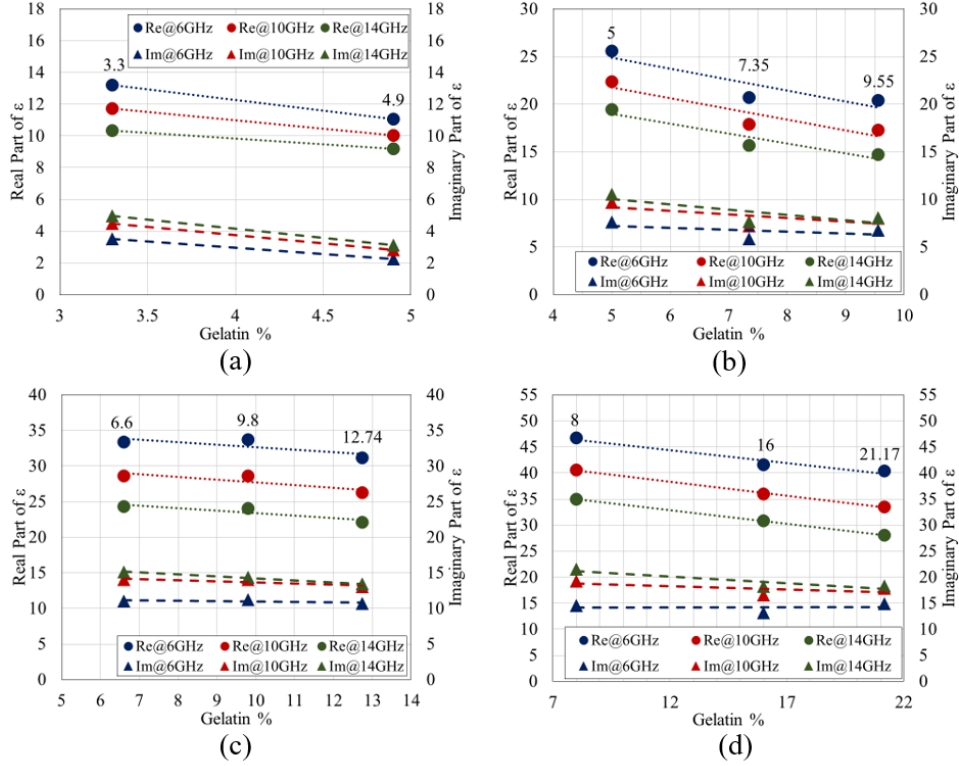 18 18
Re@6GHz Re@10GHz Re@14GHz
Im@6GHz Im@10GHz Im@14GHz
16 16
14 14
12 12
10 10
8 8
6 6
4 4
2 2
0 0
3.3
4.9
Real Part of ε
Imaginary Part of ε
3 3.5 4 4.5 5
Gelatin %
(a)
30 30
25 25
20 20
15 15
10 10
5 5
0 0
5
7.35
9.55
Real Part of ε
Imaginary Part of ε
Re@6GHz Re@10GHz Re@14GHz
Im@6GHz Im@10GHz Im@14GHz
4 5 6 7 8 9 10
Gelatin %
(b)
40 40
35 35
30 30
25 25
20 20
15 15
10 10
5 5
0 0
6.6
9.8
12.74
Real Part of ε
Imaginary Part of ε
Re@6GHz Re@10GHz Re@14GHz
Im@6GHz Im@10GHz Im@14GHz
5 6 7 8 9 10 11 12 13 14
Gelatin %
(c)
55 55
50 50
45 45
40 40
35 35
30 30
25 25
20 20
15 15
10 10
5 5
0 0
8
16
21.17
Real Part of ε
Imaginary Part of ε
Re@6GHz Re@10GHz Re@14GHz
Im@6GHz Im@10GHz Im@14GHz
7 12 17 22
Gelatin %
(d)